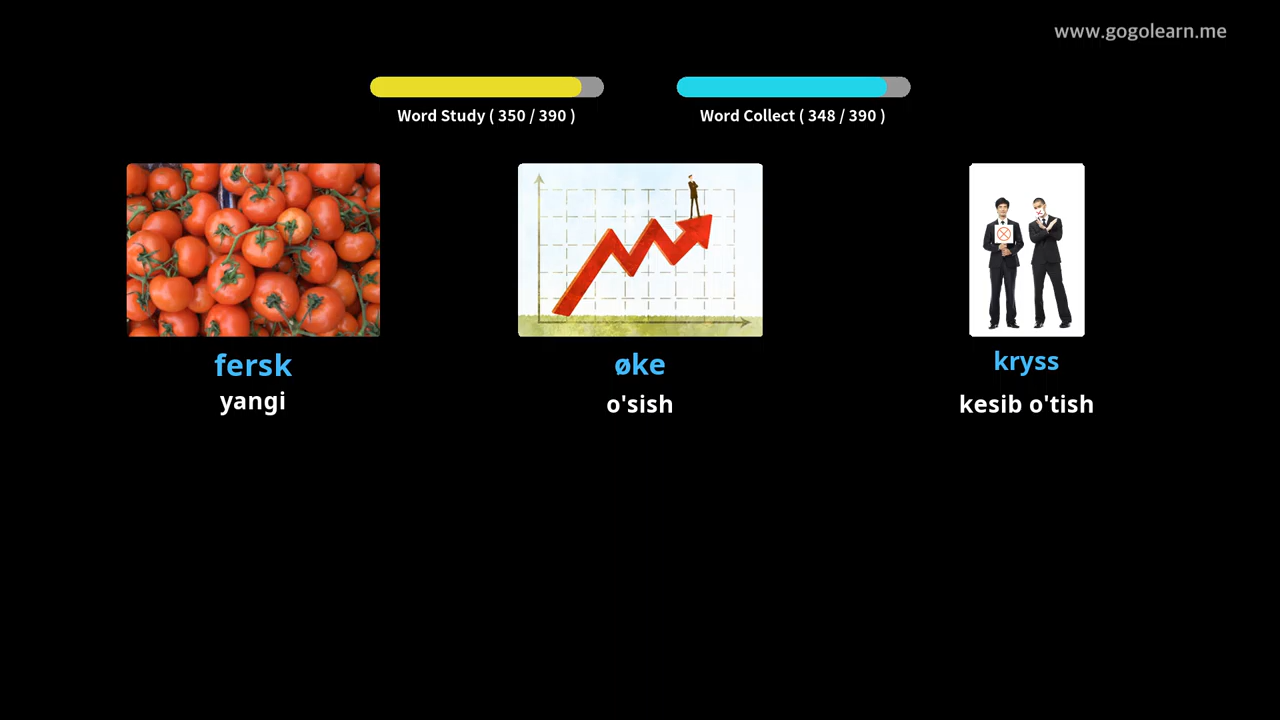 www.gogolearn.me
Word Study ( 350 / 390 )
Word Collect ( 348 / 390 )
fersk
øke
kryss
yangi
o'sish
kesib o'tish